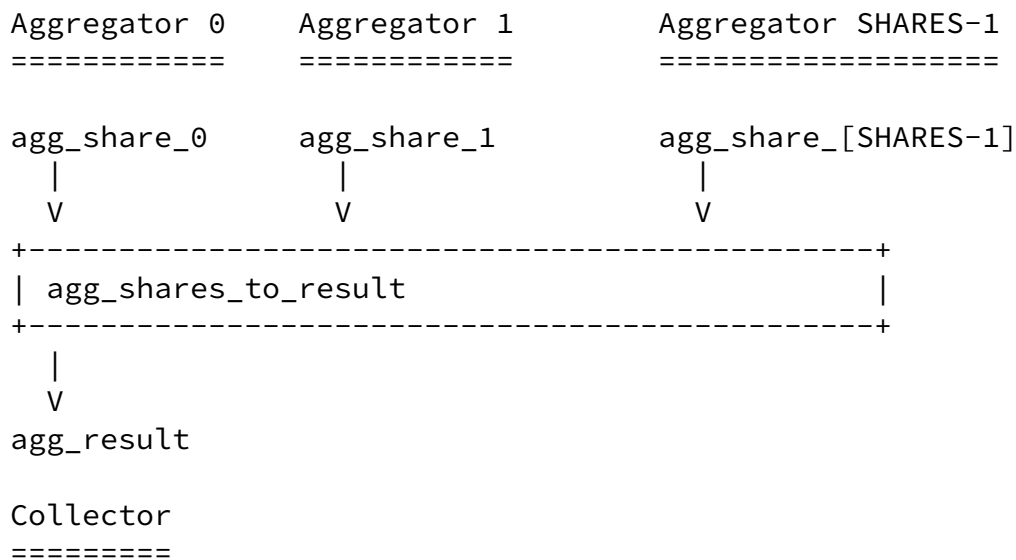 Aggregator 0    Aggregator 1        Aggregator SHARES-1
============    ============        ===================
agg_share_0     agg_share_1         agg_share_[SHARES-1]
  |               |                   |
  V               V                   V
+-----------------------------------------------+
| agg_shares_to_result                          |
+-----------------------------------------------+
  |
  V
agg_result
Collector
=========